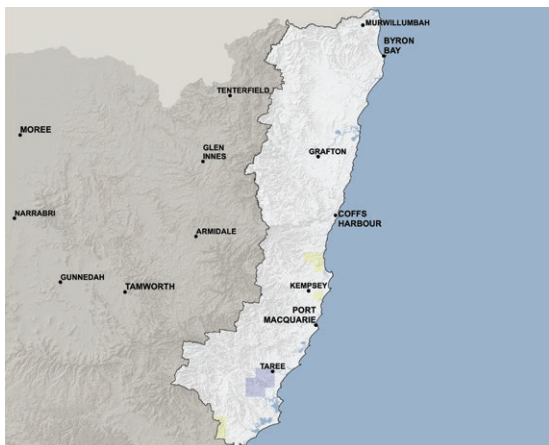 MURWILLUMBAH
BYRON
BAY
TENTERFIELD
MOREE
GLEN
INNES
GRAFTON
NARRABRI
COFFS
HARBOUR
ARMIDALE
GUNNEDAH
TAMWORTH
KEMPSEY
PORT
MACQUARIE
TAREE